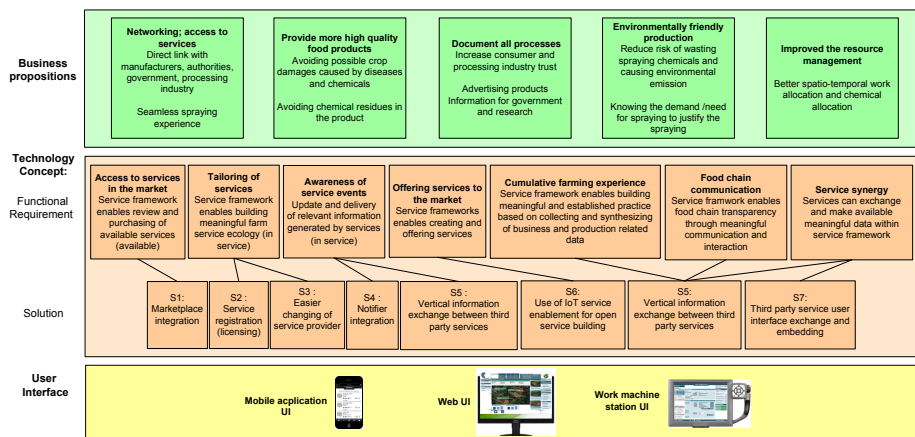 Business
propositions
Networking; access to
services
Direct link with
manufacturers, authorities,
government, processing
industry
Seamless spraying
experience
Provide more high quality
food products
Avoiding possible crop
damages caused by diseases
and chemicals
Avoiding chemical residues in
the product
Document all processes
Increase consumer and
processing industry trust
Advertising products
Information for government
and research
Environmentally friendly
production
Reduce risk of wasting
spraying chemicals and
causing environmental
emission
Knowing the demand /need
for spraying to justify the
spraying
Improved the resource
management
Better spatio-temporal work
allocation and chemical
allocation
Technology
Concept:
Functional
Requirement
Access to services
in the market
Service framework
enables review and
purchasing of
available services
(available)
Tailoring of
services
Service framework
enables building
meaningful farm
service ecology (in
service)
Awareness of
service events
Update and delivery
of relevant information
generated by services
(in service)
Offering services to
the market
Service frameworks
enables creating and
offering services
Cumulative farming experience
Service framework enables building
meaningful and established practice
based on collecting and synthesizing
of business and production related
data
Food chain
communication
Service framwork enables
food chain transparency
through meaningful
communication and
interaction
Service synergy
Services can exchange
and make available
meaningful data within
service framework
Solution
S1:
Marketplace
integration
S2 :
Service
registration
(licensing)
S3 :
Easier
changing of
service provider
S4 :
Notifier
integration
S5 :
Vertical information
exchange between third
party services
S6:
Use of IoT service
enablement for open
service building
S5:
Vertical information
exchange between third
party services
S7:
Third party service user
interface exchange and
embedding
User
Interface
Mobile aplication
UI
Web UI
Work machine
station UI